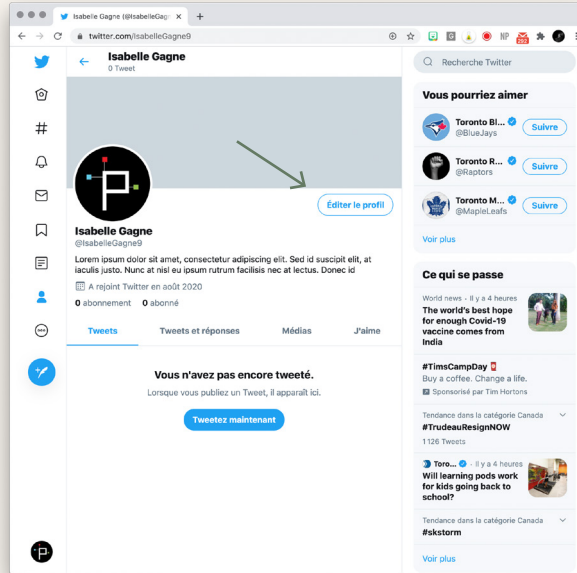 Isabelle Gagne (@IsabelleGagn
twitter.com/IsabelleGagne9
NP
292
Isabelle Gagne
0 Tweet
Éditer le profil
Isabelle Gagne
@IsabelleGagne9
Lorem ipsum dolor sit amet, consectetur adipiscing elit. Sed id suscipit elit, at
iaculis justo. Nunc at nisl eu ipsum rutrum facilisis nec at lectus. Donec id
A rejoint Twitter en août 2020
0 abonnement 0 abonné
Tweets Tweets et réponses Médias J'aime
Vous n'avez pas encore tweeté.
Lorsque vous publiez un Tweet, il apparaît ici.
Tweetez maintenant
Recherche Twitter
Vous pourriez aimer
Toronto Bl...
@BlueJays
Suivre
Toronto R...
@Raptors
Suivre
Toronto M...
@MapleLeafs
Suivre
Voir plus
Ce qui se passe
World news · Il y a 4 heures
The world's best hope
for enough Covid-19
vaccine comes from
India
#TimsCampDay
Buy a coffee. Change a life.
Sponsorisé par Tim Hortons
Tendance dans la catégorie Canada
#TrudeauResignNOW
1 126 Tweets
Toro... · Il y a 4 heures
Will learning pods work
for kids going back to
school?
Tendance dans la catégorie Canada
#skstorm
Voir plus